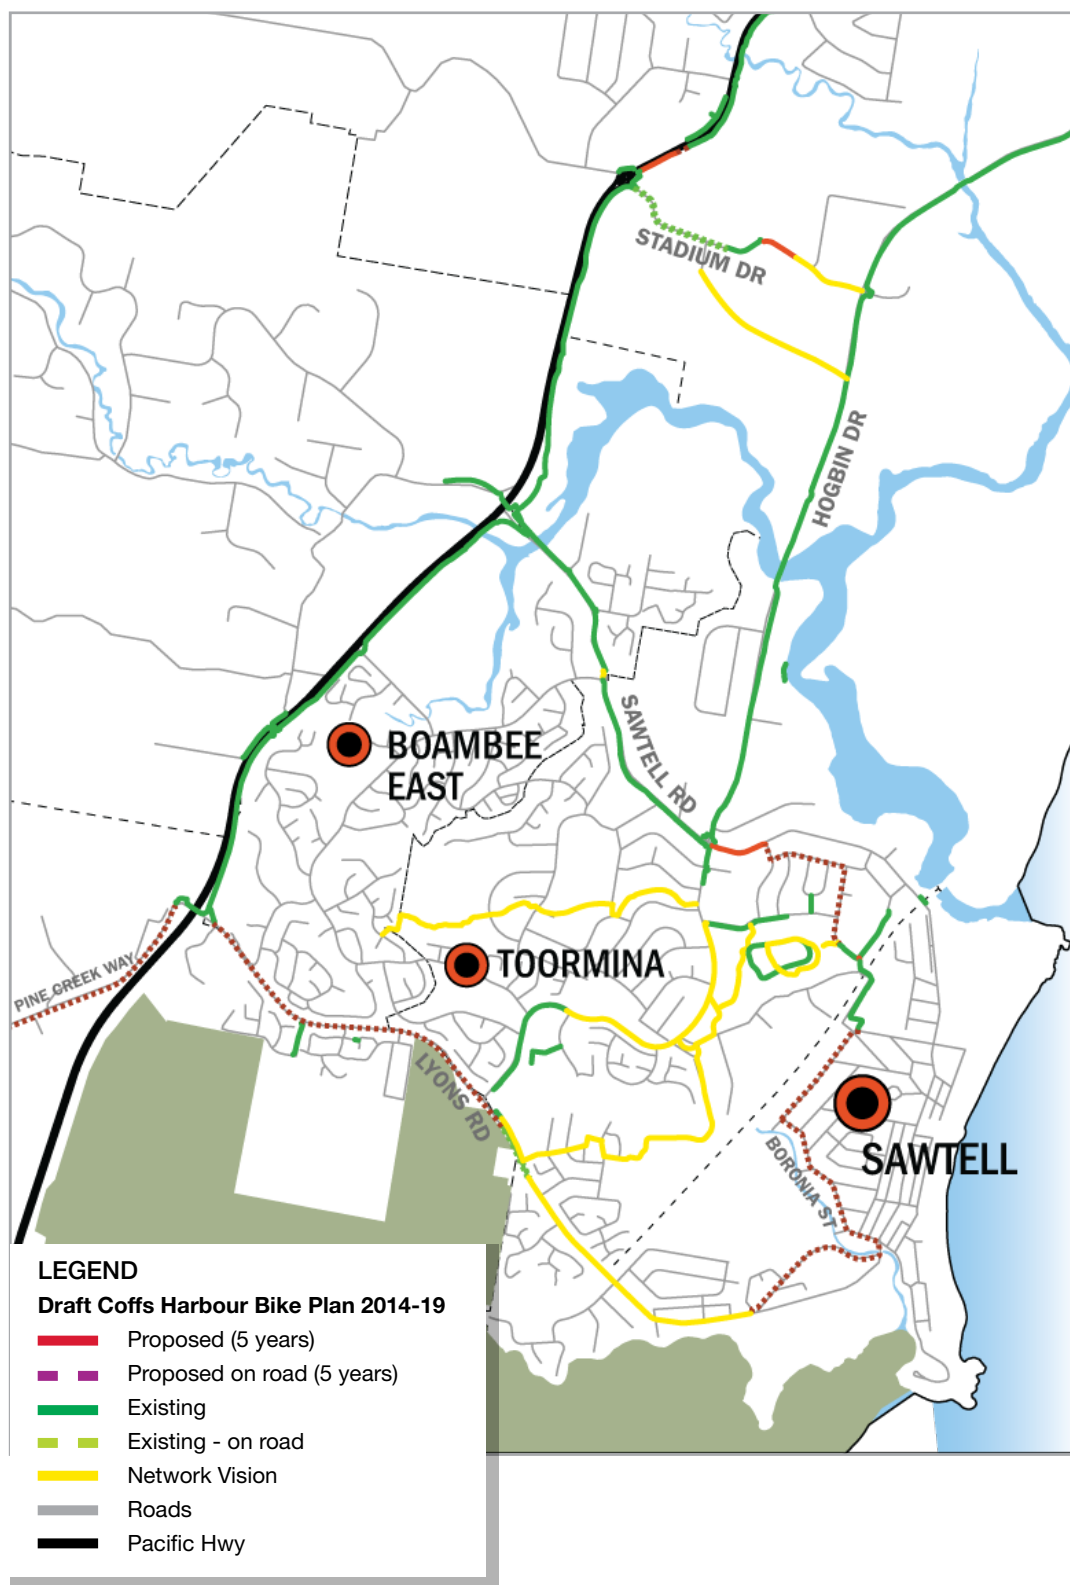 STADIUM DR
HOGBIN DR
SAWTELL RD
BOAMBEE
EAST
TOORMINA
PINE CREEK WAY
LYONS RD
SAWTELL
BORONIA ST
LEGEND
Draft Coffs Harbour Bike Plan 2014-19
Proposed (5 years)
Proposed on road (5 years)
Existing
Existing - on road
Network Vision
Roads
Pacific Hwy